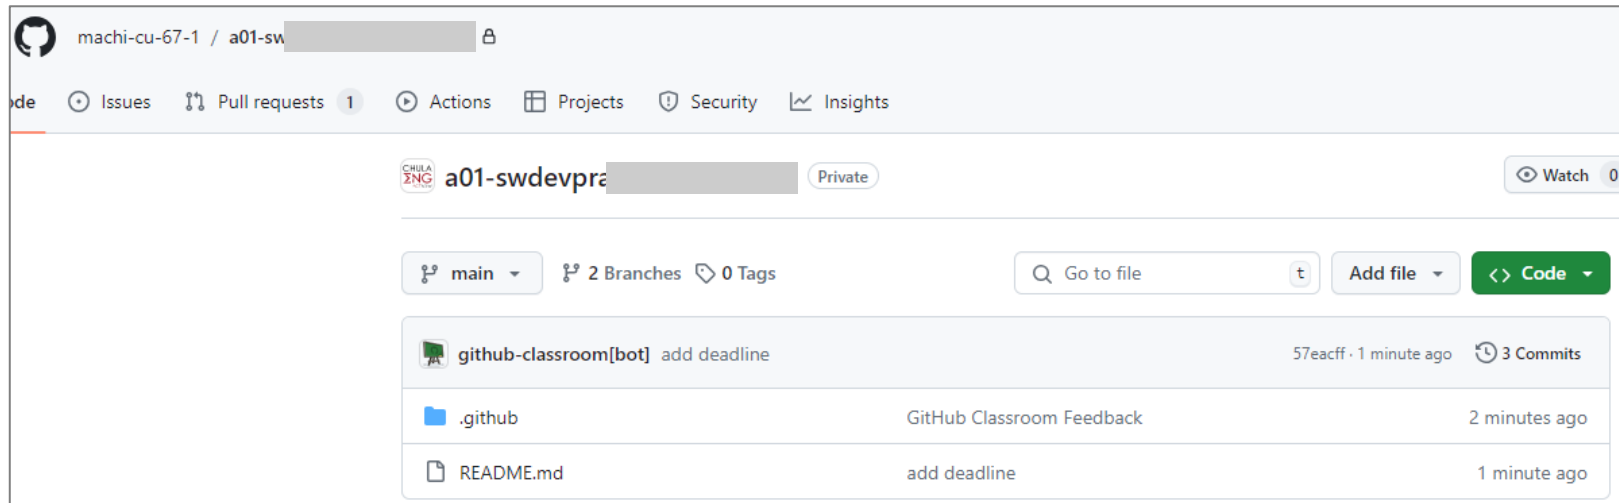 machi-cu-67-1 / a01-sw
Issues Pull requests 1 Actions Projects Security Insights
CHULA ΣNG a01-swdevpra Private Watch 0
main 2 Branches 0 Tags Go to file t Add file <> Code
github-classroom[bot] add deadline 57eacff · 1 minute ago 3 Commits
.github GitHub Classroom Feedback 2 minutes ago
README.md add deadline 1 minute ago